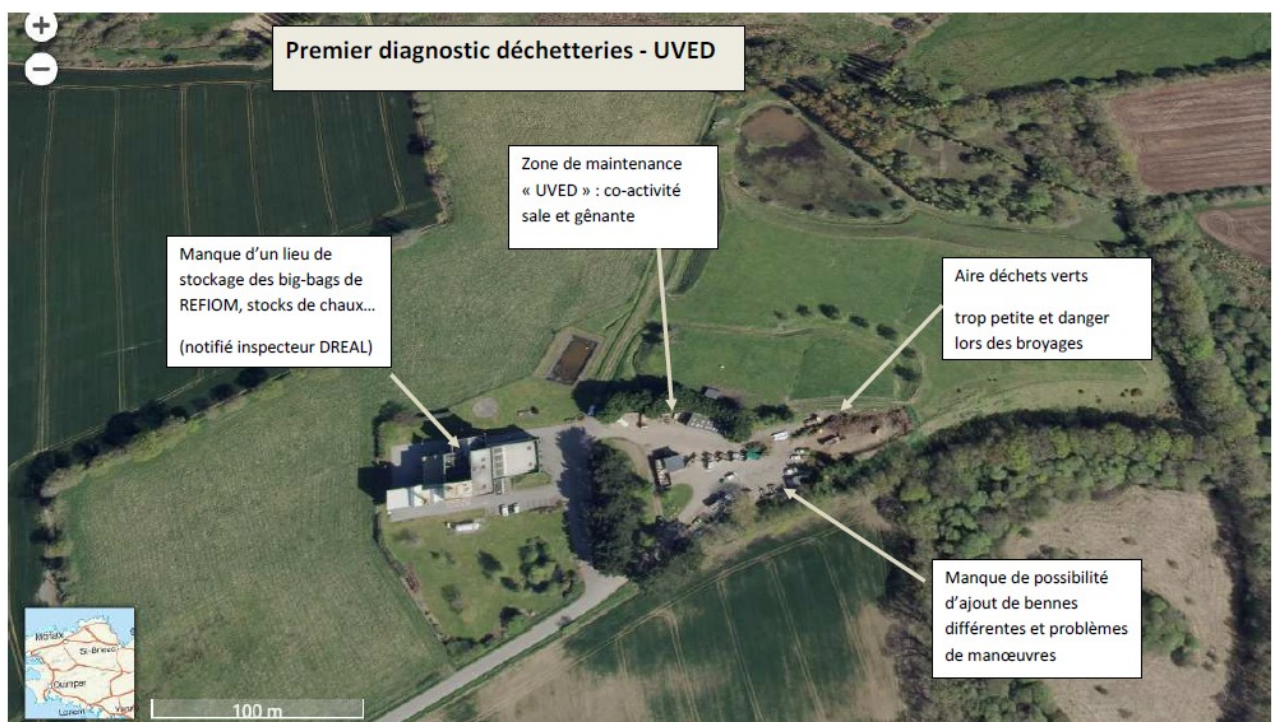 +
−
Premier diagnostic déchetteries - UVED
Zone de maintenance
« UVED » : co-activité
sale et gênante
Manque d’un lieu de
stockage des big-bags de
REFIOM, stocks de chaux…
(notifié inspecteur DREAL)
Aire déchets verts
trop petite et danger
lors des broyages
Manque de possibilité
d’ajout de bennes
différentes et problèmes
de manœuvres
Morlaix
St-Brieuc
Quimper
Lorient
100 m